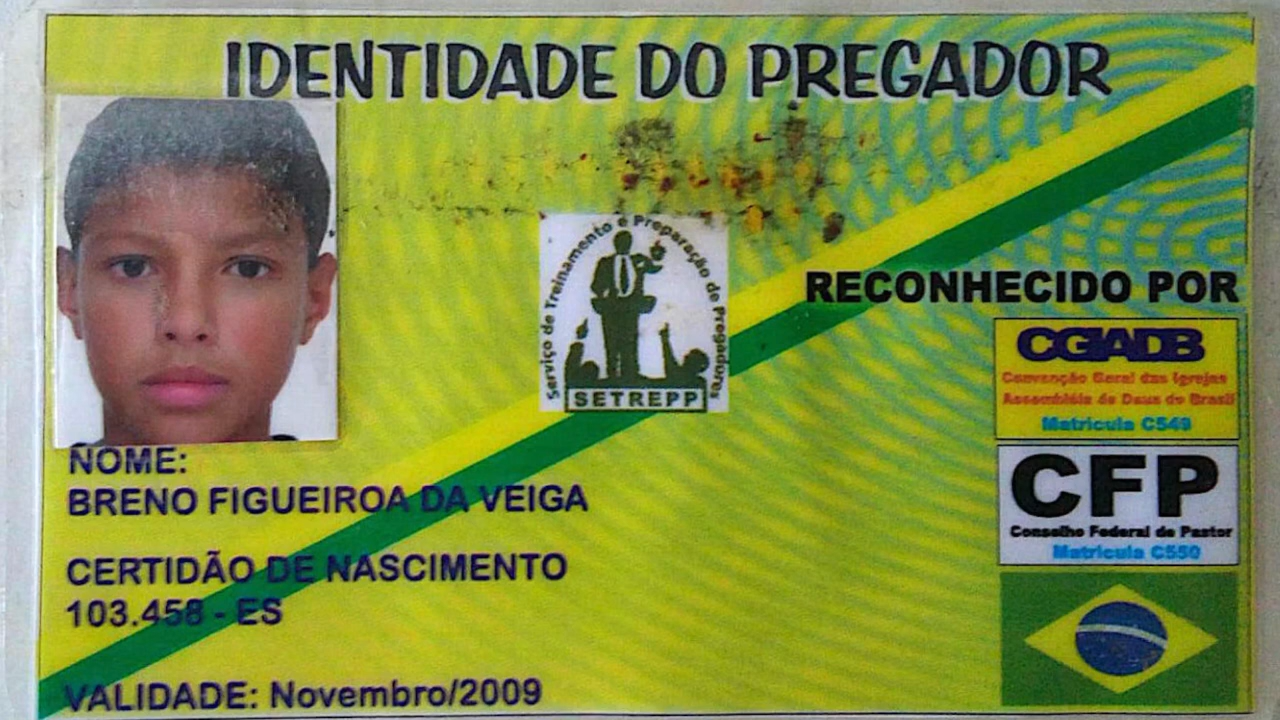 IDENTIDADE DO PREGADOR
Serviço de Treinamento e Preparação de Pregadores
SETREPP
RECONHECIDO POR
CGIADB
Convenção Geral das Igrejas
Assembléia de Deus do Brasil
Matricula C549
CFP
Conselho Federal de Pastor
Matricula C550
NOME:
BRENO FIGUEIROA DA VEIGA
CERTIDÃO DE NASCIMENTO
103.458 - ES
VALIDADE: Novembro/2009